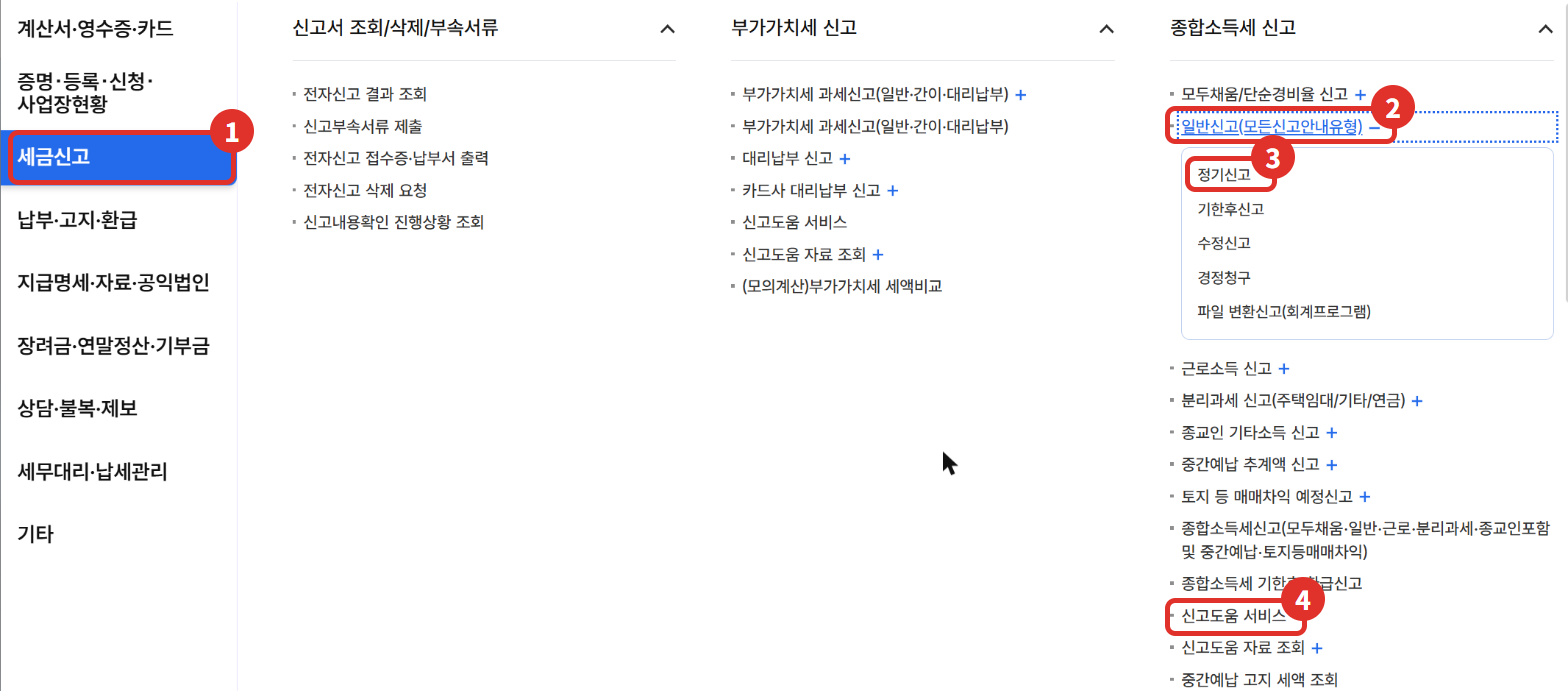 계산서·영수증·카드
증명·등록·신청·
사업장현황
세금신고
1
납부·고지·환급
지급명세·자료·공익법인
장려금·연말정산·기부금
상담·불복·제보
세무대리·납세관리
기타
신고서 조회/삭제/부속서류
전자신고 결과 조회
신고부속서류 제출
전자신고 접수증·납부서 출력
전자신고 삭제 요청
신고내용확인 진행상황 조회
부가가치세 신고
부가가치세 과세신고(일반·간이·대리납부) +
부가가치세 과세신고(일반·간이·대리납부)
대리납부 신고 +
카드사 대리납부 신고 +
신고도움 서비스
신고도움 자료 조회 +
(모의계산)부가가치세 세액비교
종합소득세 신고
모두채움/단순경비율 신고 +
2
일반신고(모든신고안내유형) −
3
정기신고
기한후신고
수정신고
경정청구
파일 변환신고(회계프로그램)
근로소득 신고 +
분리과세 신고(주택임대/기타/연금) +
종교인 기타소득 신고 +
중간예납 추계액 신고 +
토지 등 매매차익 예정신고 +
종합소득세신고(모두채움·일반·근로·분리과세·종교인포함
및 중간예납·토지등매매차익)
종합소득세 기한
4
신고도움 서비스
신고도움 자료 조회 +
중간예납 고지 세액 조회